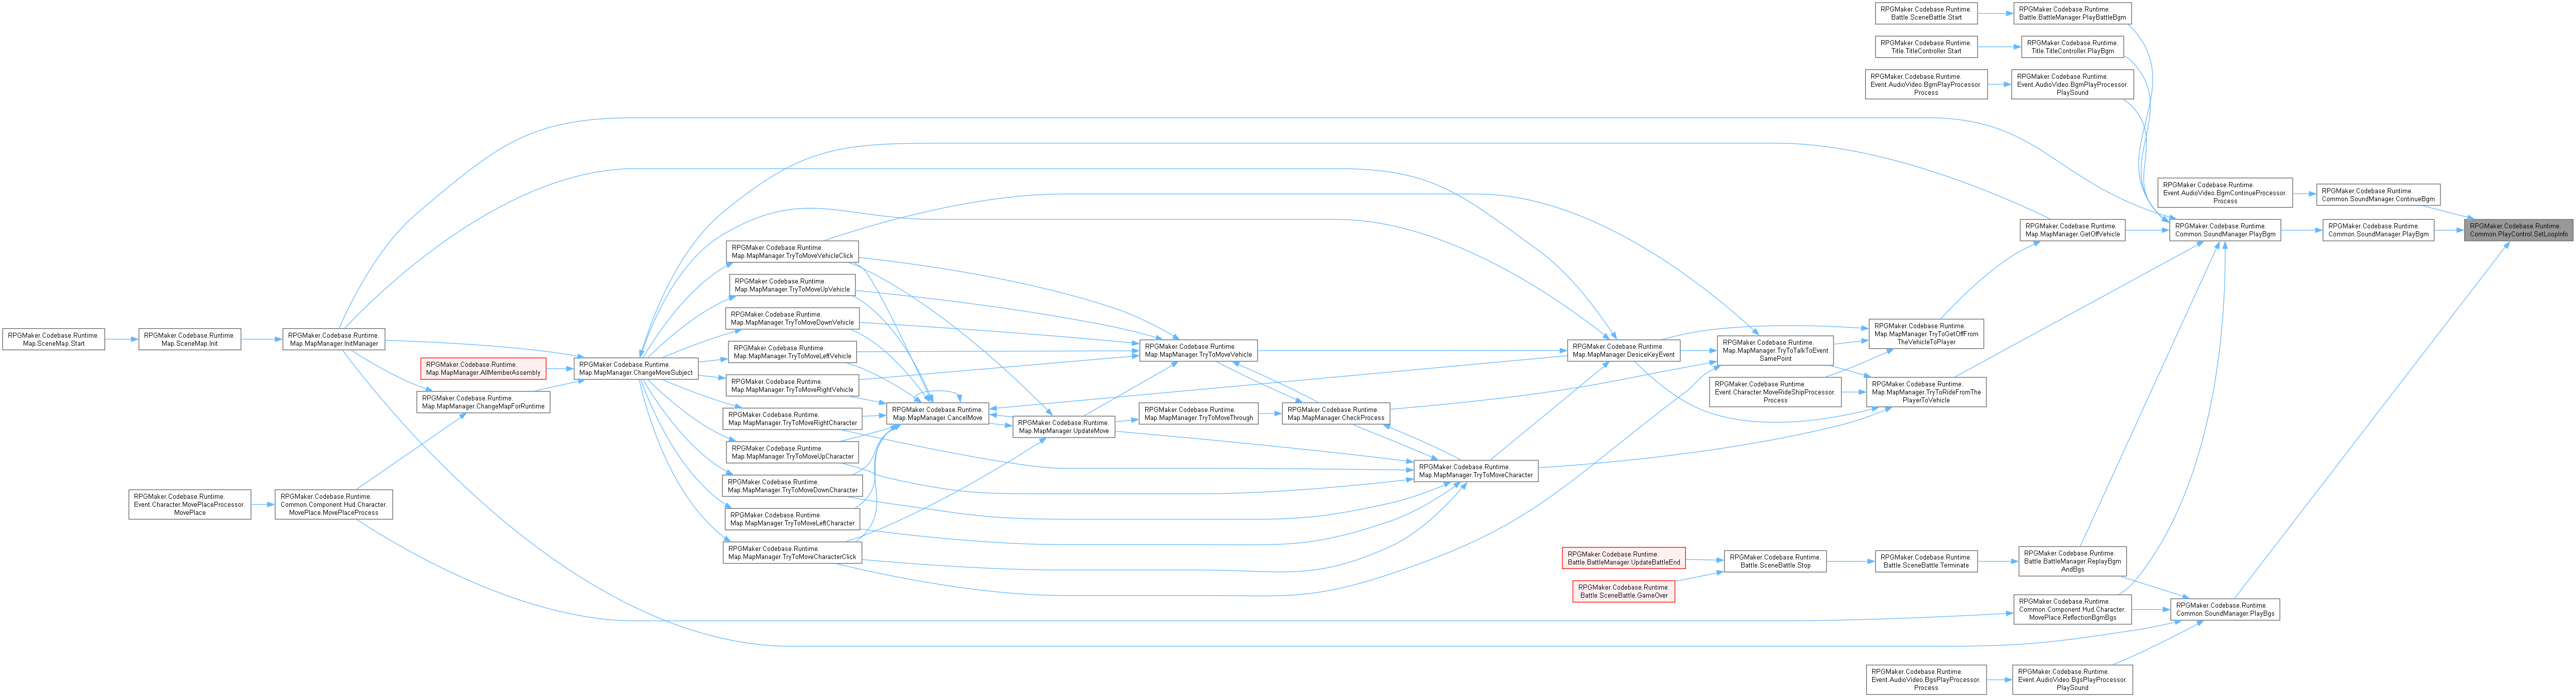 RPGMaker.Codebase.Runtime.
Battle.SceneBattle.Start
RPGMaker.Codebase.Runtime.
Battle.BattleManager.PlayBattleBgm
RPGMaker.Codebase.Runtime.
Title.TitleController.Start
RPGMaker.Codebase.Runtime.
Title.TitleController.PlayBgm
RPGMaker.Codebase.Runtime.
Event.AudioVideo.BgmPlayProcessor.
Process
RPGMaker.Codebase.Runtime.
Event.AudioVideo.BgmPlayProcessor.
PlaySound
RPGMaker.Codebase.Runtime.
Event.AudioVideo.BgmContinueProcessor.
Process
RPGMaker.Codebase.Runtime.
Common.SoundManager.ContinueBgm
RPGMaker.Codebase.Runtime.
Map.MapManager.GetOffVehicle
RPGMaker.Codebase.Runtime.
Common.SoundManager.PlayBgm
RPGMaker.Codebase.Runtime.
Common.SoundManager.PlayBgm
RPGMaker.Codebase.Runtime.
Common.PlayControl.SetLoopInfo
RPGMaker.Codebase.Runtime.
Map.MapManager.TryToMoveVehicleClick
RPGMaker.Codebase.Runtime.
Map.MapManager.TryToMoveUpVehicle
RPGMaker.Codebase.Runtime.
Map.MapManager.TryToMoveDownVehicle
RPGMaker.Codebase.Runtime.
Map.MapManager.TryToMoveLeftVehicle
RPGMaker.Codebase.Runtime.
Map.MapManager.TryToMoveRightVehicle
RPGMaker.Codebase.Runtime.
Map.MapManager.TryToMoveRightCharacter
RPGMaker.Codebase.Runtime.
Map.MapManager.TryToMoveUpCharacter
RPGMaker.Codebase.Runtime.
Map.MapManager.TryToMoveDownCharacter
RPGMaker.Codebase.Runtime.
Map.MapManager.TryToMoveLeftCharacter
RPGMaker.Codebase.Runtime.
Map.MapManager.TryToMoveCharacterClick
RPGMaker.Codebase.Runtime.
Map.SceneMap.Start
RPGMaker.Codebase.Runtime.
Map.SceneMap.Init
RPGMaker.Codebase.Runtime.
Map.MapManager.InitManager
RPGMaker.Codebase.Runtime.
Map.MapManager.AllMemberAssembly
RPGMaker.Codebase.Runtime.
Map.MapManager.ChangeMapForRuntime
RPGMaker.Codebase.Runtime.
Map.MapManager.ChangeMoveSubject
RPGMaker.Codebase.Runtime.
Map.MapManager.CancelMove
RPGMaker.Codebase.Runtime.
Map.MapManager.UpdateMove
RPGMaker.Codebase.Runtime.
Map.MapManager.TryToMoveVehicle
RPGMaker.Codebase.Runtime.
Map.MapManager.TryToMoveThrough
RPGMaker.Codebase.Runtime.
Map.MapManager.CheckProcess
RPGMaker.Codebase.Runtime.
Map.MapManager.TryToMoveCharacter
RPGMaker.Codebase.Runtime.
Map.MapManager.DesiceKeyEvent
RPGMaker.Codebase.Runtime.
Map.MapManager.TryToTalkToEvent
SamePoint
RPGMaker.Codebase.Runtime.
Event.Character.MoveRideShipProcessor.
Process
RPGMaker.Codebase.Runtime.
Map.MapManager.TryToGetOffFrom
TheVehicleToPlayer
RPGMaker.Codebase.Runtime.
Map.MapManager.TryToRideFromThe
PlayerToVehicle
RPGMaker.Codebase.Runtime.
Event.Character.MovePlaceProcessor.
MovePlace
RPGMaker.Codebase.Runtime.
Common.Component.Hud.Character.
MovePlace.MovePlaceProcess
RPGMaker.Codebase.Runtime.
Battle.BattleManager.UpdateBattleEnd
RPGMaker.Codebase.Runtime.
Battle.SceneBattle.GameOver
RPGMaker.Codebase.Runtime.
Battle.SceneBattle.Stop
RPGMaker.Codebase.Runtime.
Battle.SceneBattle.Terminate
RPGMaker.Codebase.Runtime.
Battle.BattleManager.ReplayBgm
AndBgs
RPGMaker.Codebase.Runtime.
Common.Component.Hud.Character.
MovePlace.ReflectionBgmBgs
RPGMaker.Codebase.Runtime.
Common.SoundManager.PlayBgs
RPGMaker.Codebase.Runtime.
Event.AudioVideo.BgsPlayProcessor.
Process
RPGMaker.Codebase.Runtime.
Event.AudioVideo.BgsPlayProcessor.
PlaySound